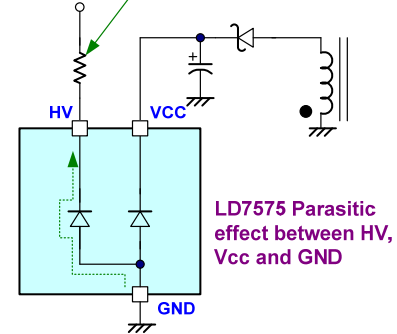 +
HV
VCC
LD7575 Parasitic
effect between HV,
Vcc and GND
GND